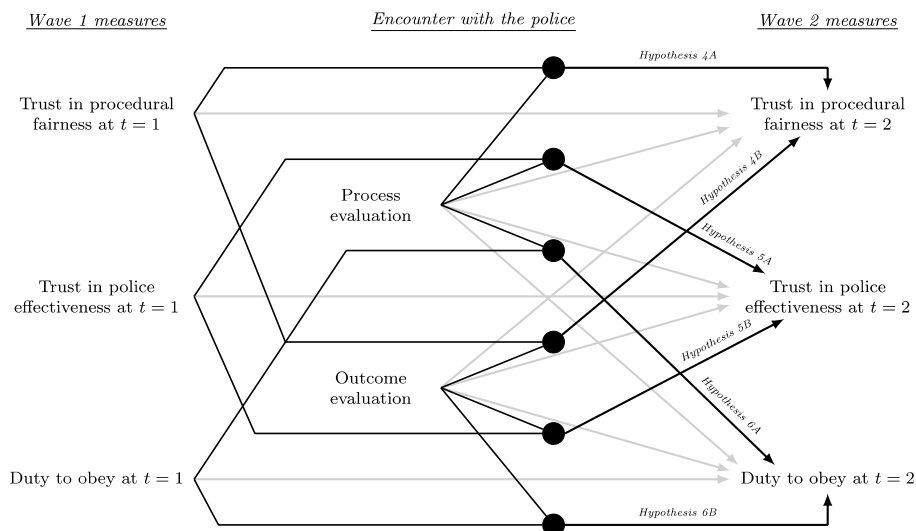 Wave 1 measures
Encounter with the police
Wave 2 measures
Hypothesis 4A
Trust in procedural
fairness at t = 1
Trust in procedural
fairness at t = 2
Hypothesis 4B
Process
evaluation
Hypothesis 5A
Trust in police
effectiveness at t = 1
Trust in police
effectiveness at t = 2
Hypothesis 5B
Outcome
evaluation
Hypothesis 6A
Duty to obey at t = 1
Duty to obey at t = 2
Hypothesis 6B